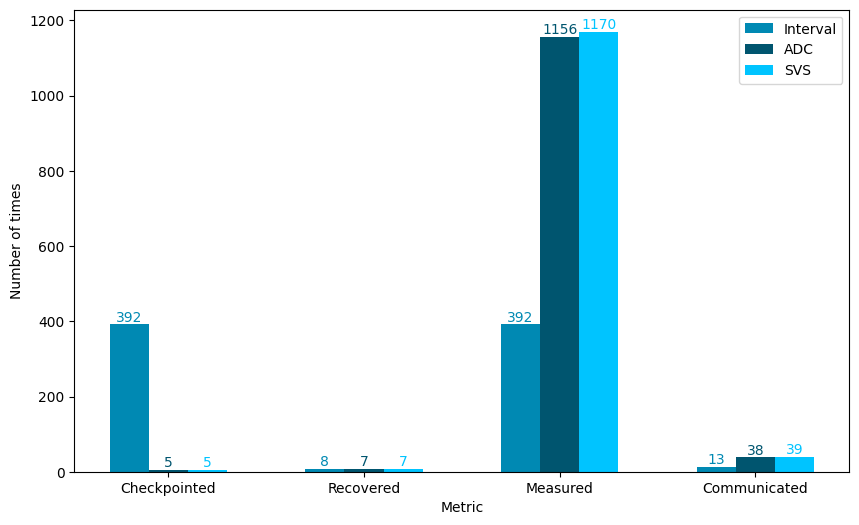 1200
1000
800
600
400
200
0
Number of times
Interval
ADC
SVS
392
5
5
8
7
7
392
1156
1170
13
38
39
Checkpointed
Recovered
Measured
Communicated
Metric